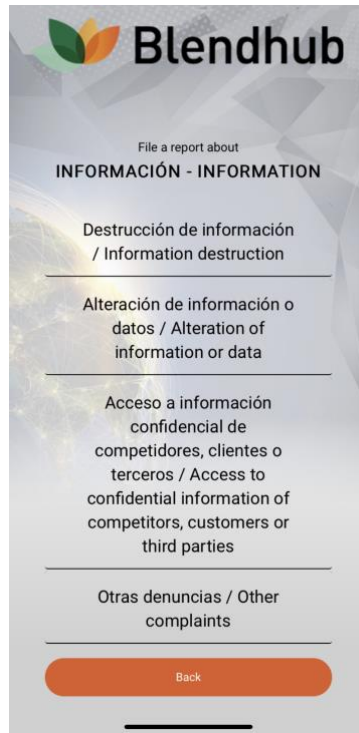 Blendhub
File a report about
INFORMACIÓN - INFORMATION
Destrucción de información
/ Information destruction
Alteración de información o
datos / Alteration of
information or data
Acceso a información
confidencial de
competidores, clientes o
terceros / Access to
confidential information of
competitors, customers or
third parties
Otras denuncias / Other
complaints
Back